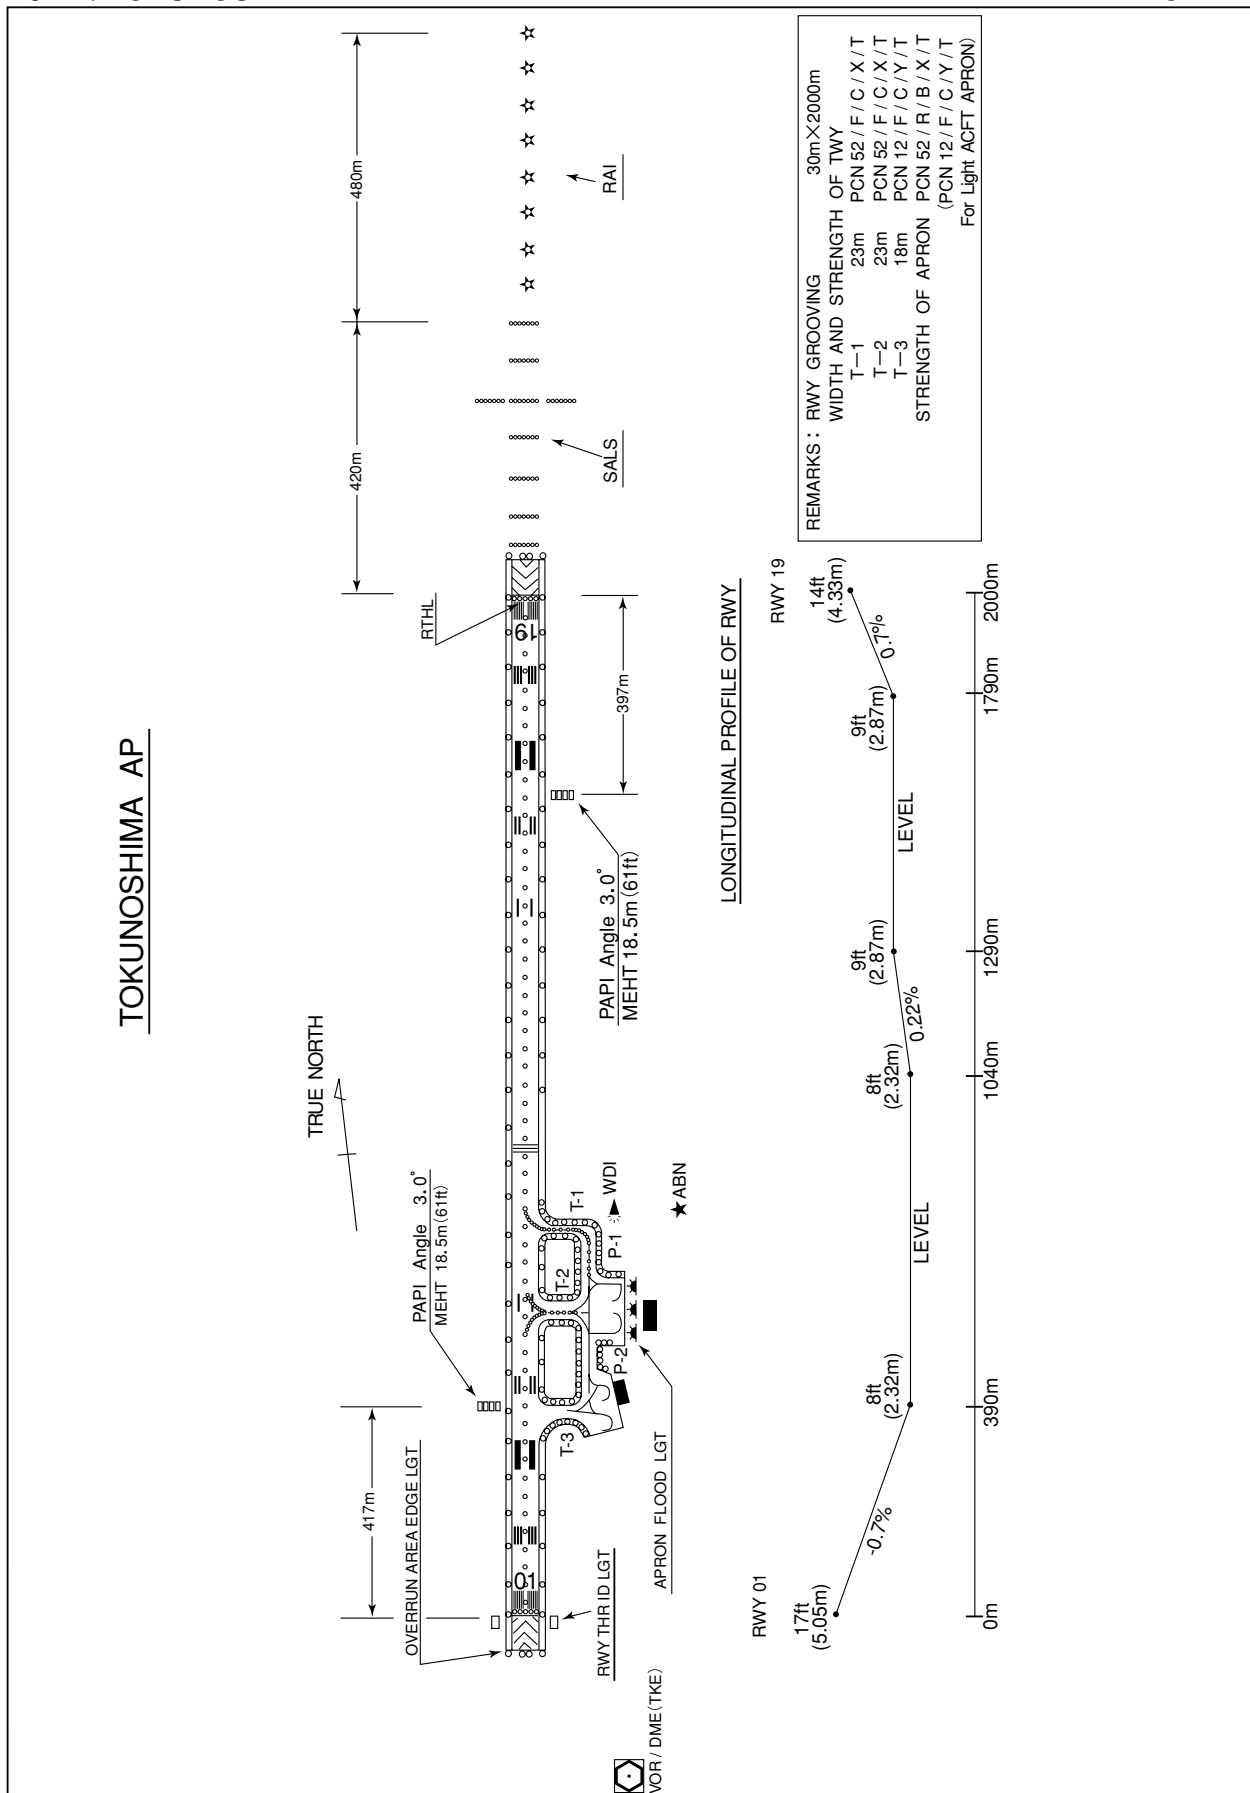 TOKUNOSHIMA AP
TRUE NORTH
417m
420m
480m
PAPI Angle 3.0°
MEHT 18.5m(61ft)
OVERRUN AREA EDGE LGT
RTHL
01
19
RWY THR ID LGT
T-3
T-2
T-1
P-2
P-1
WDI
ABN
APRON FLOOD LGT
VOR / DME(TKE)
397m
PAPI Angle 3.0°
MEHT 18.5m(61ft)
SALS
RAI
LONGITUDINAL PROFILE OF RWY
RWY 01
RWY 19
17ft
(5.05m)
-0.7%
8ft
(2.32m)
LEVEL
8ft
(2.32m)
0.22%
9ft
(2.87m)
LEVEL
9ft
(2.87m)
0.7%
14ft
(4.33m)
0m
390m
1040m
1290m
1790m
2000m
REMARKS : RWY GROOVING 30m×2000m
WIDTH AND STRENGTH OF TWY
T—1 23m PCN 52 / F / C / X / T
T—2 23m PCN 52 / F / C / X / T
T—3 18m PCN 12 / F / C / Y / T
STRENGTH OF APRON PCN 52 / R / B / X / T
(PCN 12 / F / C / Y / T
For Light ACFT APRON)